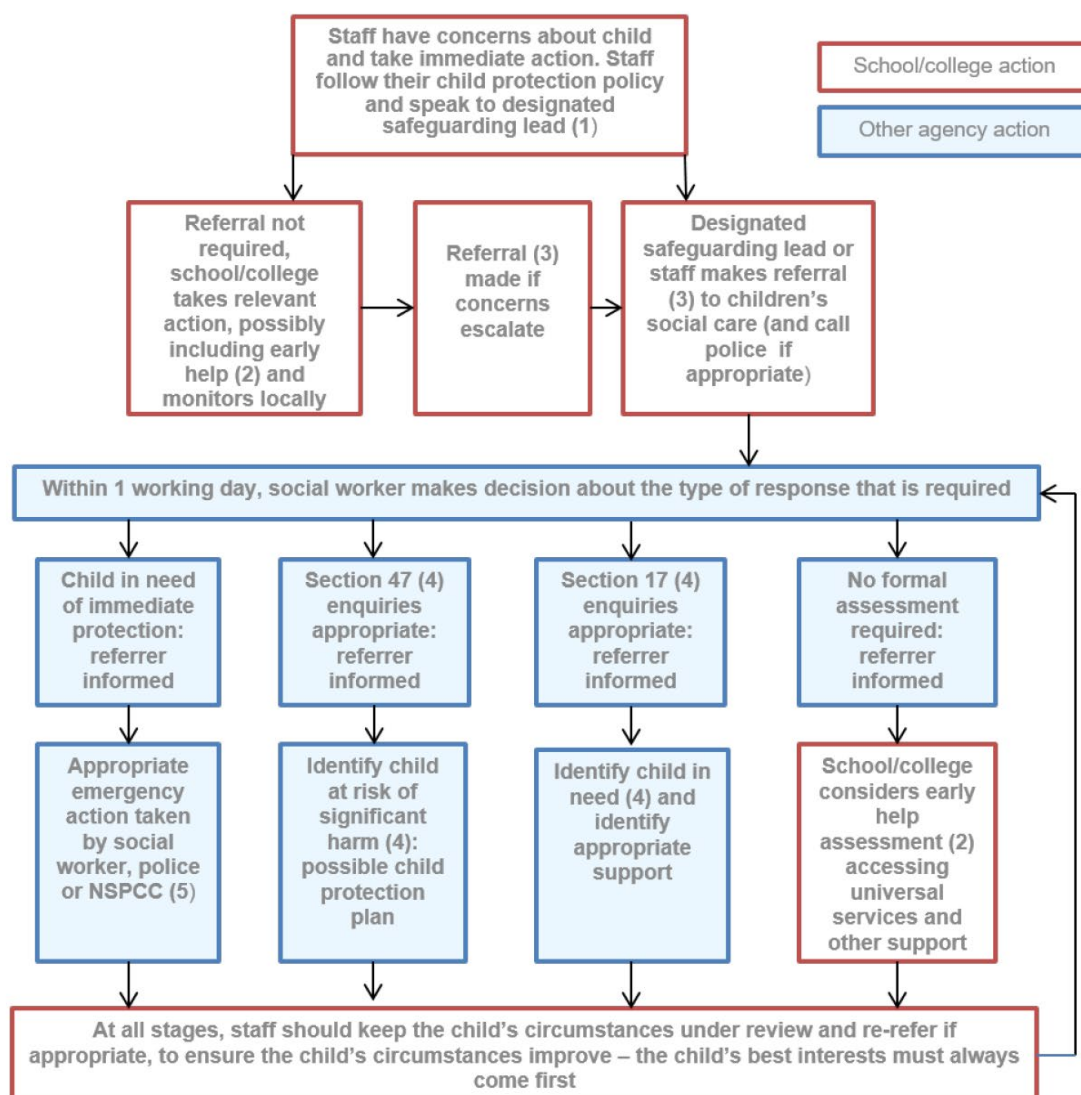 Staff have concerns about child
and take immediate action. Staff
follow their child protection policy
and speak to designated
safeguarding lead (1)
School/college action
Other agency action
Referral not
required,
school/college
takes relevant
action, possibly
including early
help (2) and
monitors locally
Referral (3)
made if
concerns
escalate
Designated
safeguarding lead or
staff makes referral
(3) to children’s
social care (and call
police if
appropriate)
Within 1 working day, social worker makes decision about the type of response that is required
Child in need
of immediate
protection:
referrer
informed
Section 47 (4)
enquiries
appropriate:
referrer
informed
Section 17 (4)
enquiries
appropriate:
referrer
informed
No formal
assessment
required:
referrer
informed
Appropriate
emergency
action taken
by social
worker, police
or NSPCC (5)
Identify child
at risk of
significant
harm (4):
possible child
protection
plan
Identify child in
need (4) and
identify
appropriate
support
School/college
considers early
help
assessment (2)
accessing
universal
services and
other support
At all stages, staff should keep the child’s circumstances under review and re-refer if
appropriate, to ensure the child’s circumstances improve – the child’s best interests must always
come first